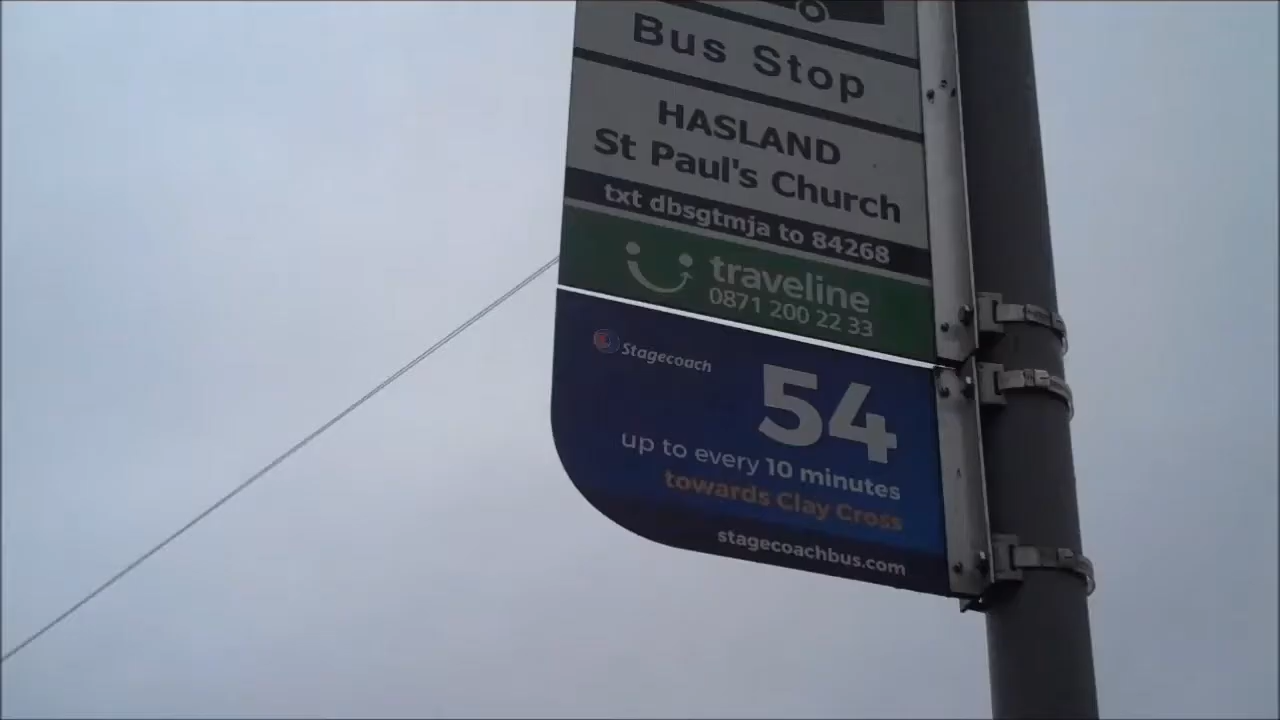 Bus Stop
HASLAND
St Paul's Church
txt dbsgtmja to 84268
traveline
0871 200 22 33
Stagecoach
54
up to every 10 minutes
towards Clay Cross
stagecoachbus.com